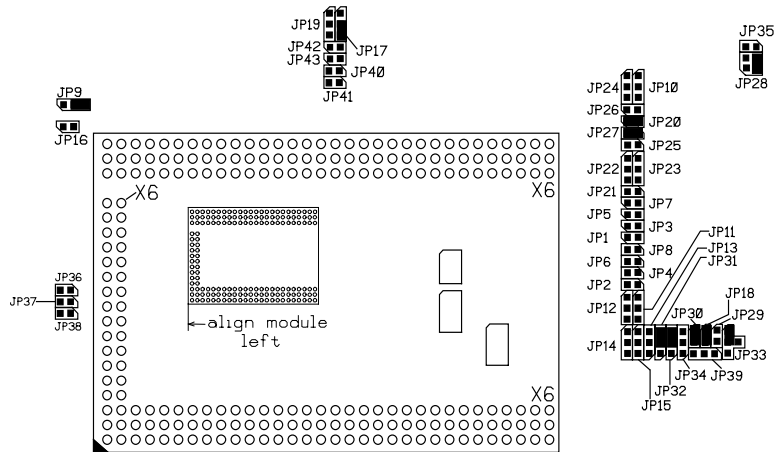 JP19
JP17
JP42
JP43
JP40
JP41
JP35
JP28
JP9
JP16
JP24
JP10
JP26
JP20
JP27
JP25
JP22
JP23
JP21
JP7
JP5
JP3
JP1
JP8
JP6
JP4
JP2
JP12
JP11
JP13
JP31
JP14
JP15
JP30
JP18
JP29
JP33
JP39
JP34
JP32
X6
X6
X6
JP36
JP37
JP38
align module
left